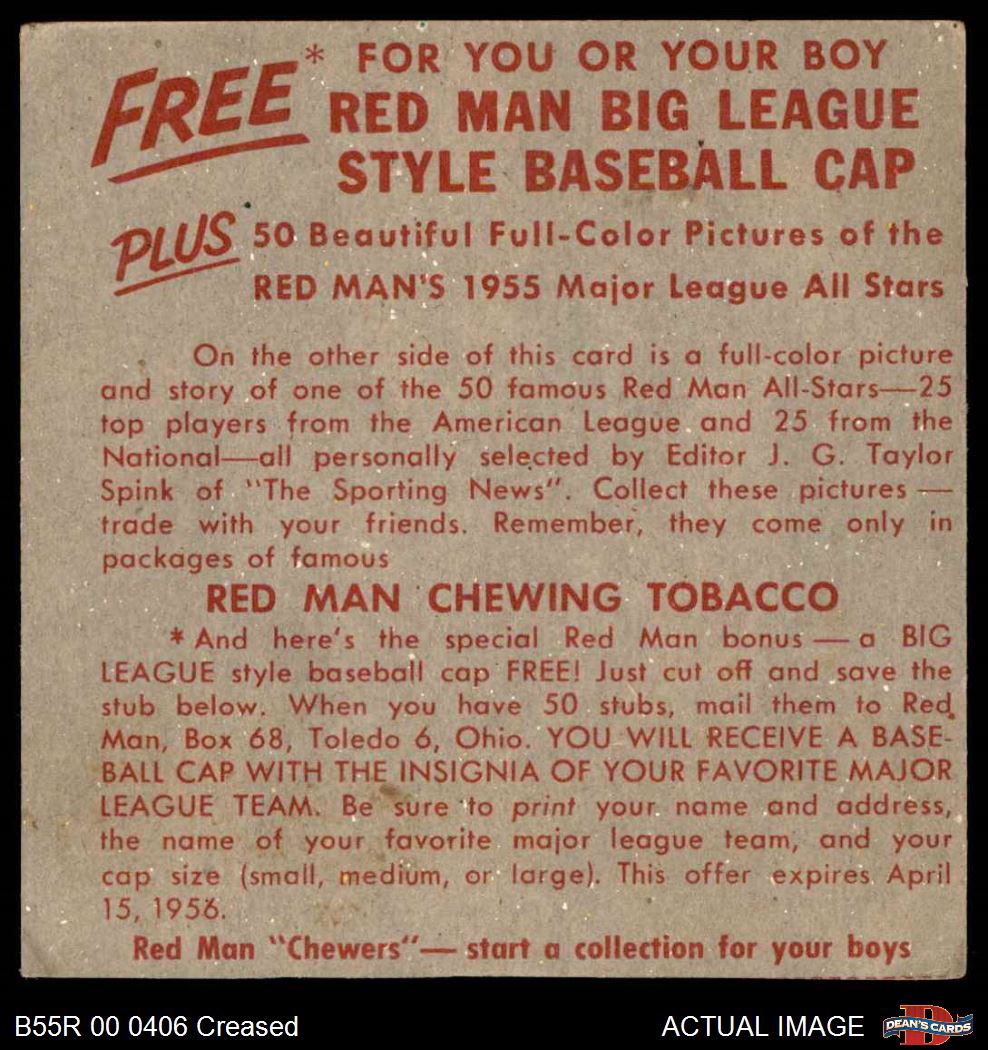 FREE* FOR YOU OR YOUR BOY
RED MAN BIG LEAGUE
STYLE BASEBALL CAP
PLUS 50 Beautiful Full-Color Pictures of the
RED MAN'S 1955 Major League All Stars
On the other side of this card is a full-color picture
and story of one of the 50 famous Red Man All-Stars—25
top players from the American League and 25 from the
National—all personally selected by Editor J. G. Taylor
Spink of "The Sporting News". Collect these pictures —
trade with your friends. Remember, they come only in
packages of famous
RED MAN CHEWING TOBACCO
* And here's the special Red Man bonus — a BIG
LEAGUE style baseball cap FREE! Just cut off and save the
stub below. When you have 50 stubs, mail them to Red
Man, Box 68, Toledo 6, Ohio. YOU WILL RECEIVE A BASE-
BALL CAP WITH THE INSIGNIA OF YOUR FAVORITE MAJOR
LEAGUE TEAM. Be sure to print your name and address,
the name of your favorite major league team, and your
cap size (small, medium, or large). This offer expires April
15, 1956.
Red Man "Chewers"— start a collection for your boys
B55R 00 0406 Creased
ACTUAL IMAGE
DEAN'S CARDS